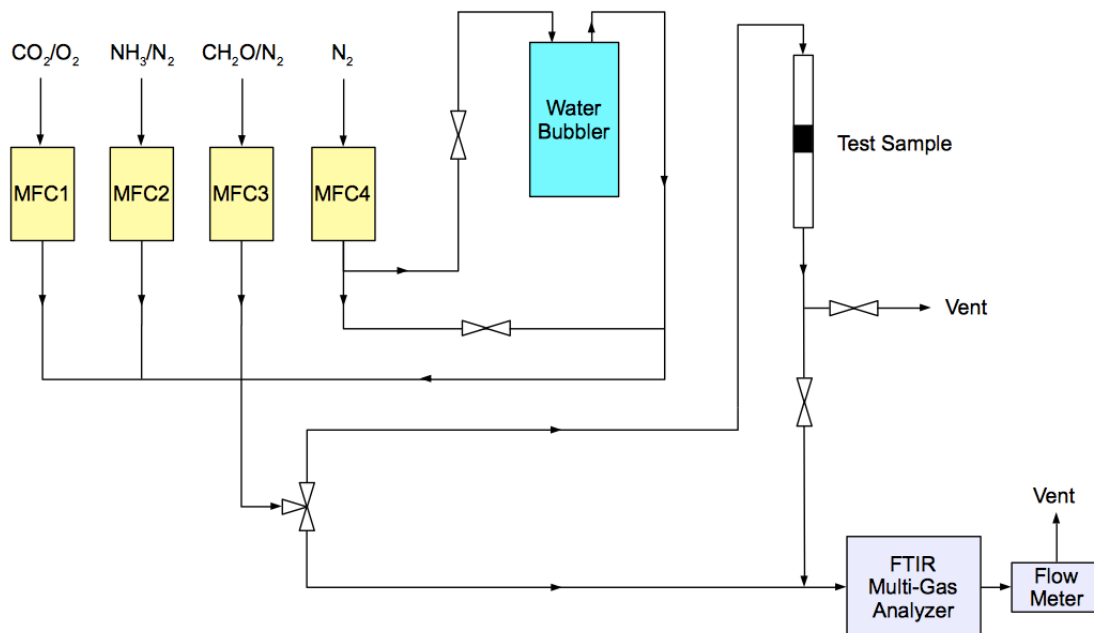 CO₂/O₂
NH₃/N₂
CH₂O/N₂
N₂
MFC1
MFC2
MFC3
MFC4
Water
Bubbler
Test Sample
Vent
FTIR
Multi-Gas
Analyzer
Vent
Flow
Meter